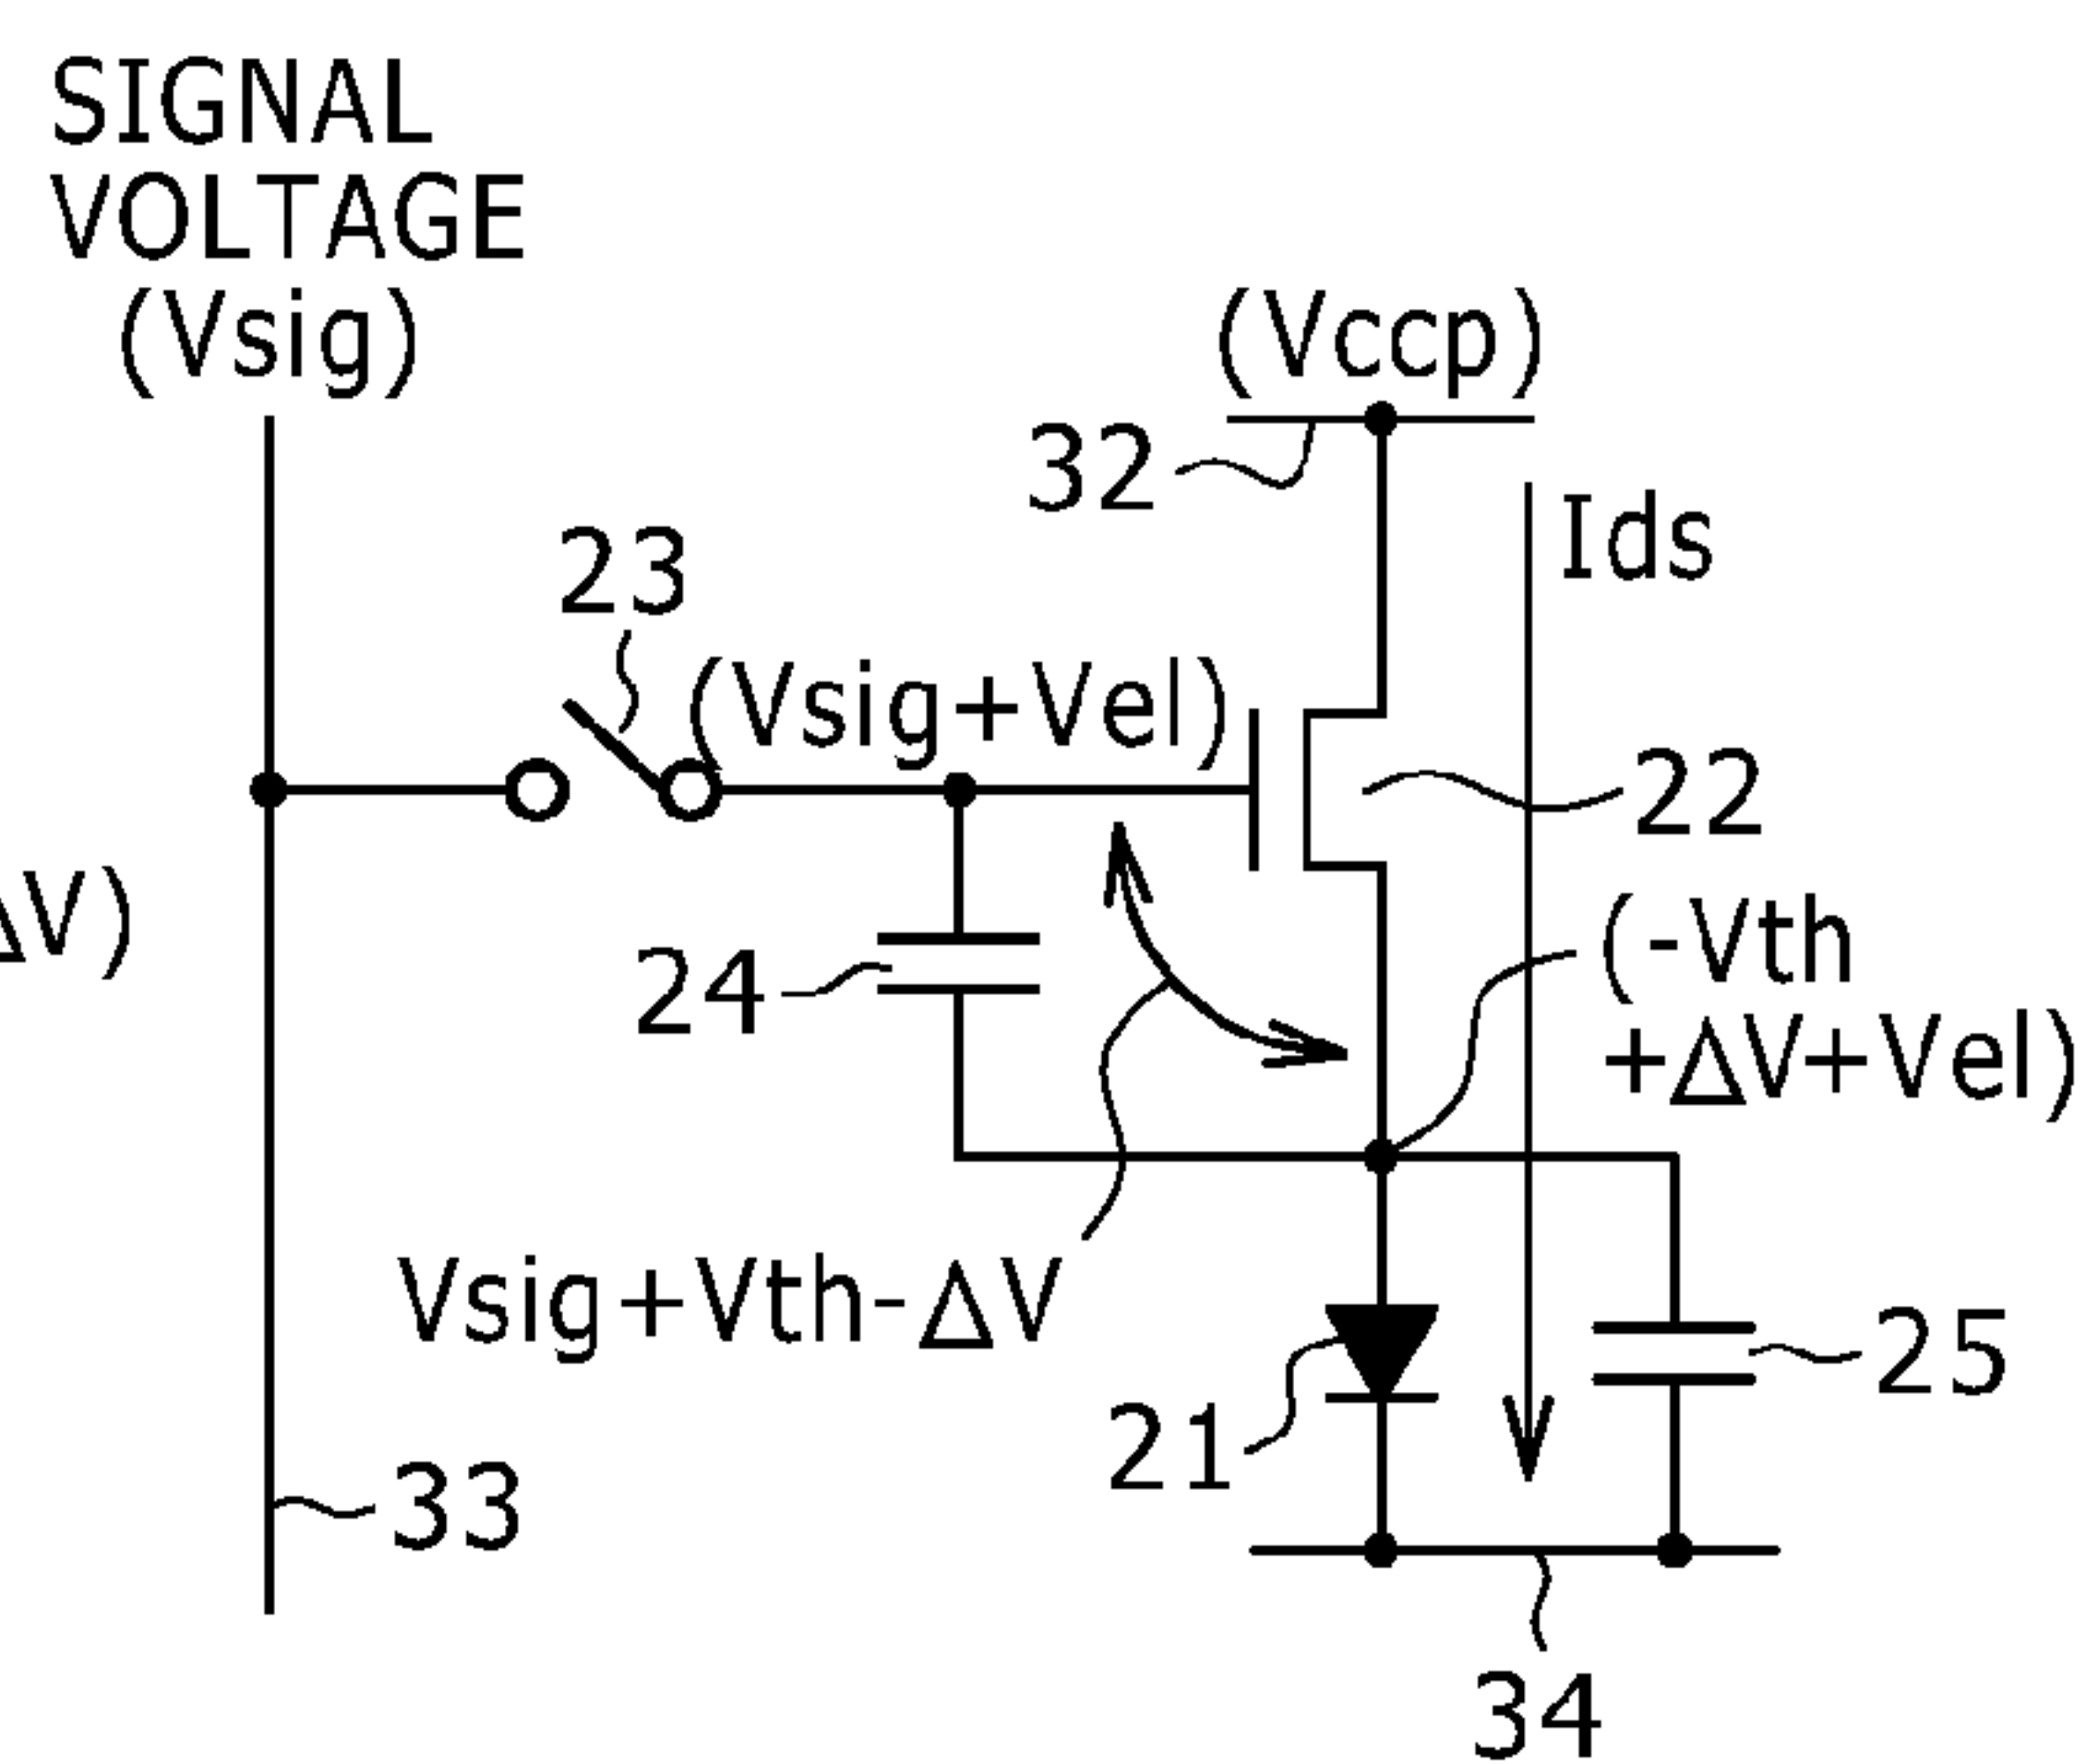 SIGNAL
VOLTAGE
(Vsig)
(Vccp)
32
Ids
23
(Vsig+Vel)
22
ΔV)
24
(-Vth
+ΔV+Vel)
Vsig+Vth-ΔV
21
25
33
34